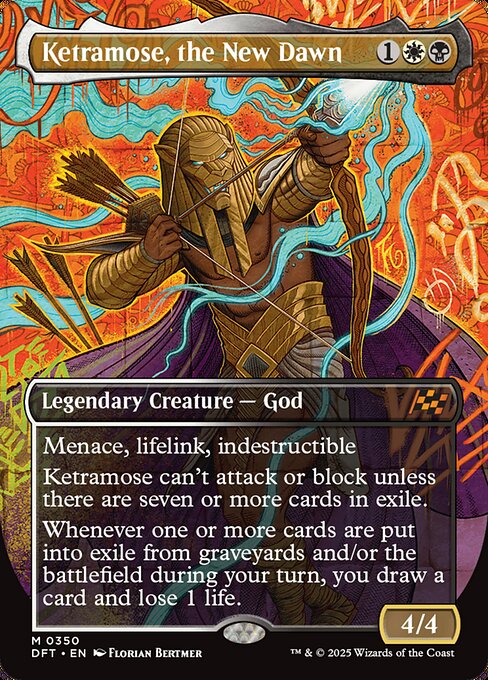 Ketramose, the New Dawn 1
Legendary Creature — God
Menace, lifelink, indestructible
Ketramose can't attack or block unless
there are seven or more cards in exile.
Whenever one or more cards are put
into exile from graveyards and/or the
battlefield during your turn, you draw a
card and lose 1 life.
4/4
M 0350
DFT • EN Florian Bertmer
™ & © 2025 Wizards of the Coast